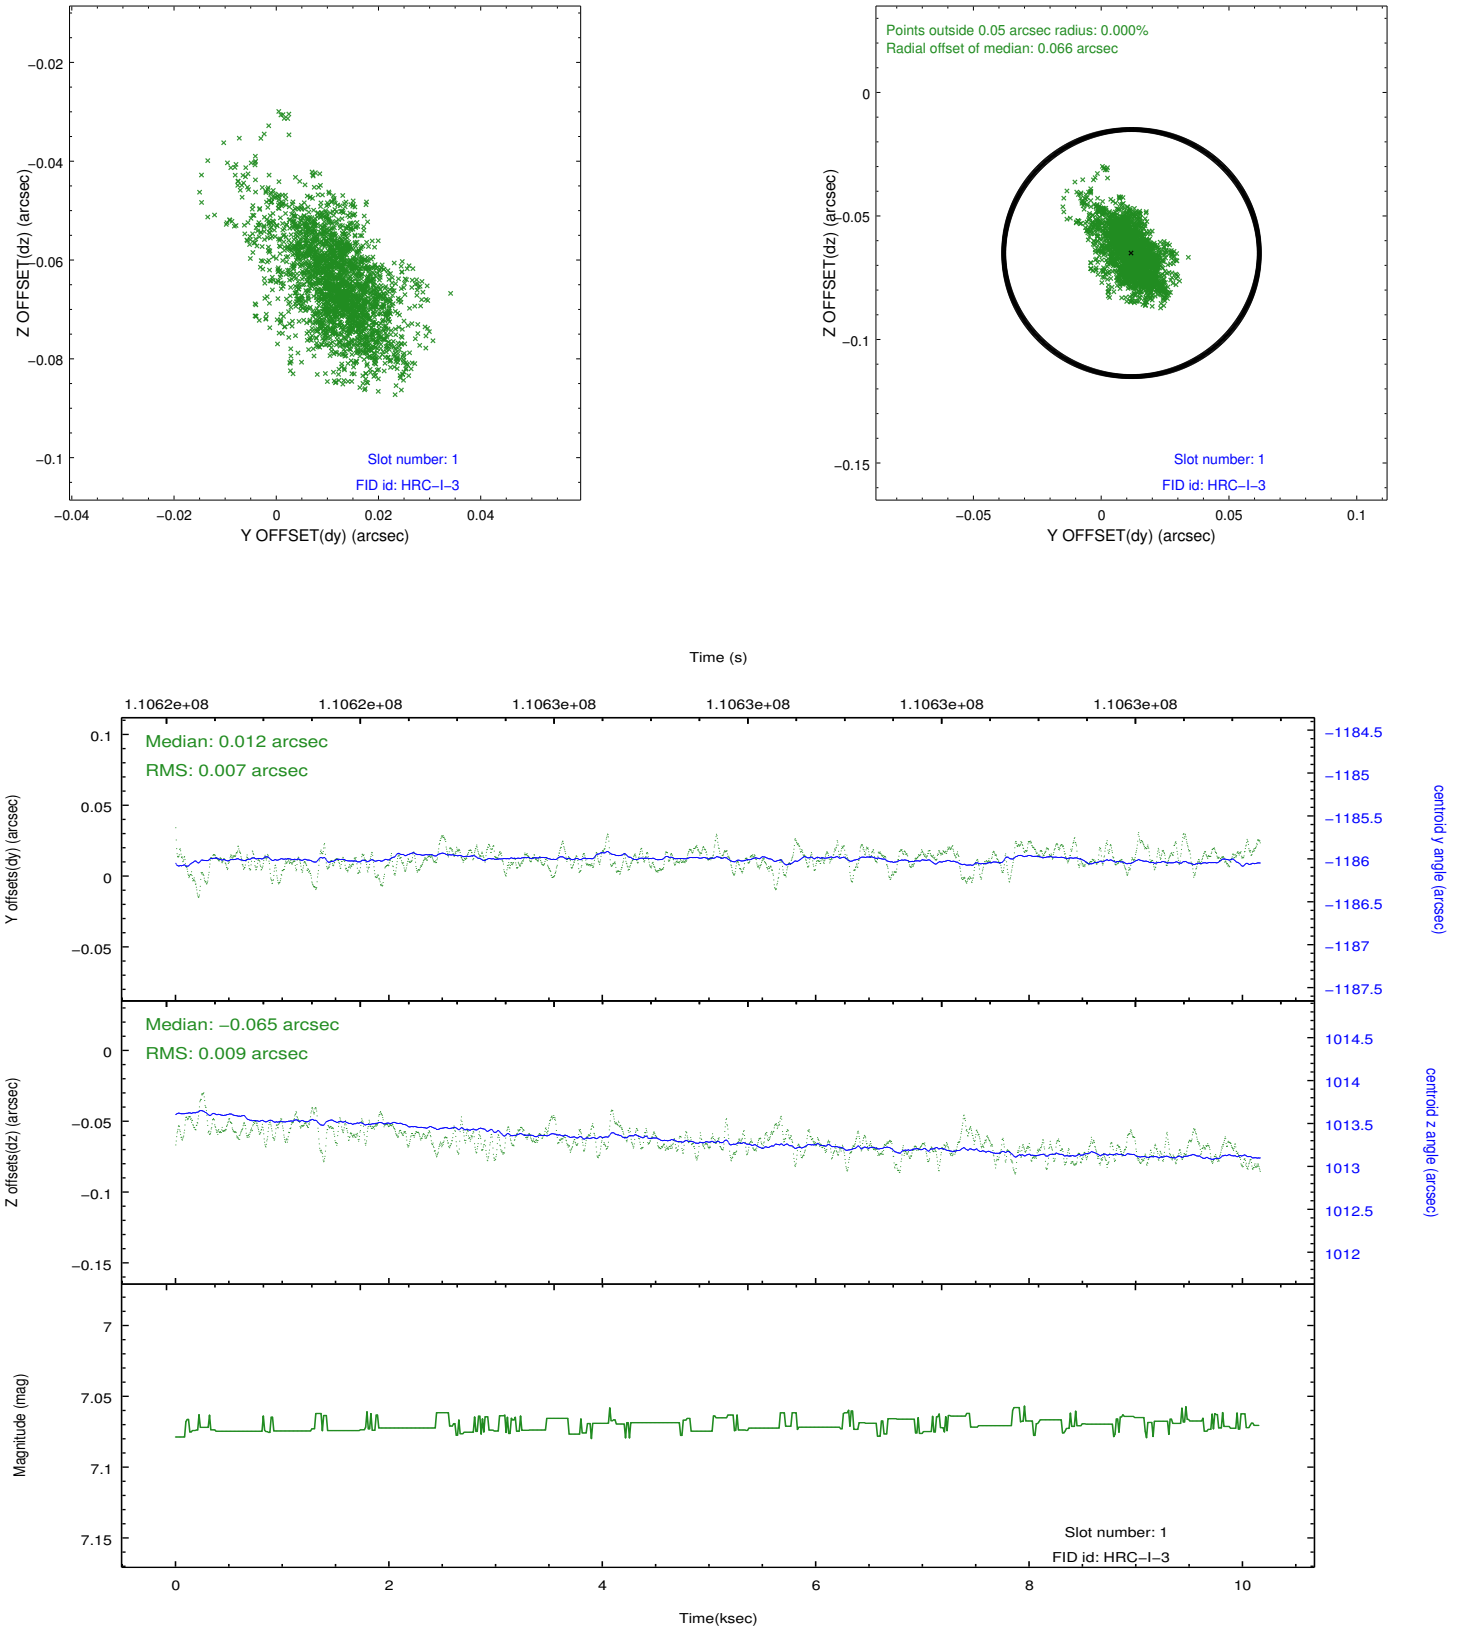 −0.02
−0.04
−0.06
−0.08
−0.1
Z OFFSET(dz) (arcsec)
Slot number: 1
FID id: HRC−I−3
−0.04
−0.02
0
0.02
0.04
Y OFFSET(dy) (arcsec)
Points outside 0.05 arcsec radius: 0.000%
Radial offset of median: 0.066 arcsec
0
−0.05
−0.1
−0.15
Z OFFSET(dz) (arcsec)
Slot number: 1
FID id: HRC−I−3
−0.05
0
0.05
0.1
Y OFFSET(dy) (arcsec)
Time (s)
1.1062e+08
1.1062e+08
1.1063e+08
1.1063e+08
1.1063e+08
1.1063e+08
Median: 0.012 arcsec
RMS: 0.007 arcsec
0.1
0.05
0
−0.05
Y offsets(dy) (arcsec)
−1184.5
−1185
−1185.5
−1186
−1186.5
−1187
−1187.5
centroid y angle (arcsec)
Median: −0.065 arcsec
RMS: 0.009 arcsec
0
−0.05
−0.1
−0.15
Z offsets(dz) (arcsec)
1014.5
1014
1013.5
1013
1012.5
1012
centroid z angle (arcsec)
7
7.05
7.1
7.15
Magnitude (mag)
Slot number: 1
FID id: HRC−I−3
0
2
4
6
8
10
Time(ksec)